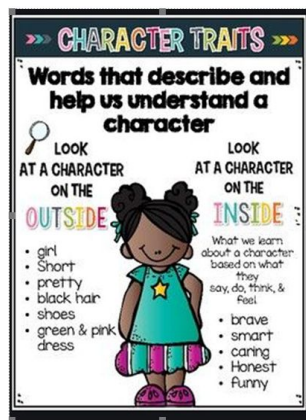 CHARACTER TRAITS
Words that describe and
help us understand a
character
LOOK
AT A CHARACTER
ON THE
OUTSIDE
• girl
• Short
• pretty
• black hair
• shoes
• green & pink
dress
LOOK
AT A CHARACTER
ON THE
INSIDE
What we learn
about a character
based on what
they
say, do, think, &
feel
• brave
• smart
• caring
• Honest
• funny